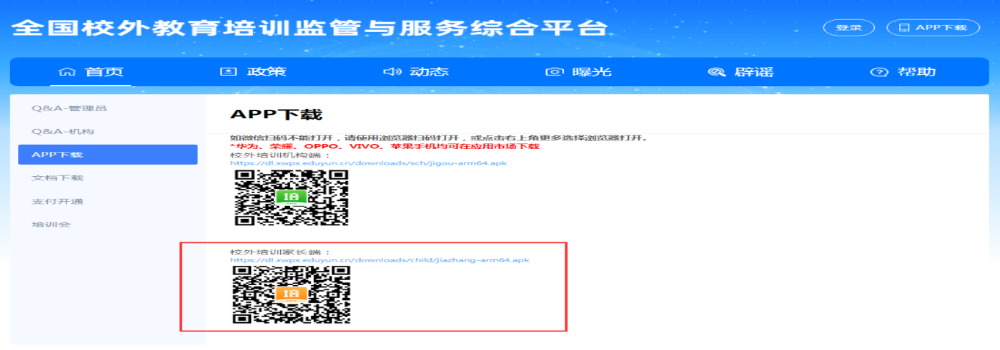 全国校外教育培训监管与服务综合平台
登录
APP下载
首页
政策
动态
曝光
辟谣
帮助
Q&A-管理员
Q&A-机构
APP下载
文档下载
支付开通
培训会
APP下载
如微信扫码不能打开，请使用浏览器扫码打开，或点击右上角更多选择浏览器打开。
*华为、荣耀、OPPO、VIVO、苹果手机均可在应用市场下载
校外培训机构端：
https://dl.xwpx.eduyun.cn/downloads/sch/jigou-arm64.apk
培
校外培训家长端：
https://dl.xwpx.eduyun.cn/downloads/child/jiazhang-arm64.apk
培